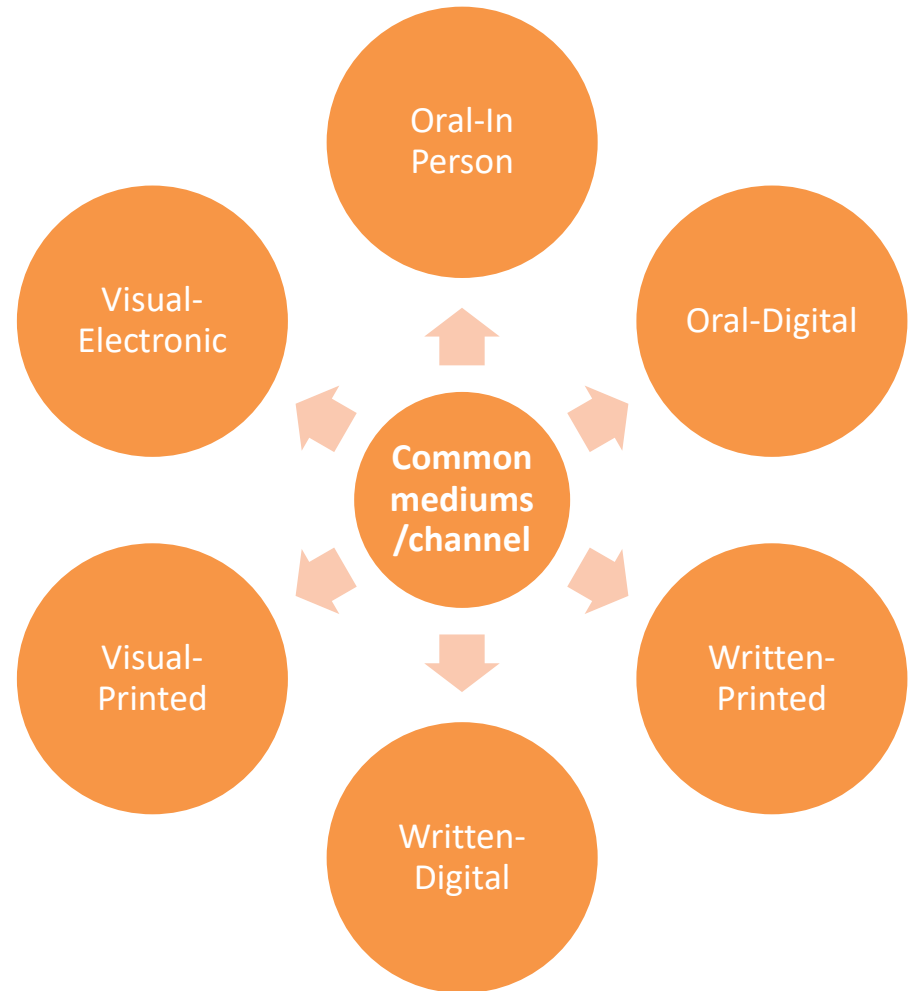 Oral-In
Person
Oral-Digital
Written-
Printed
Written-
Digital
Visual-
Printed
Visual-
Electronic
Common
mediums
/channel